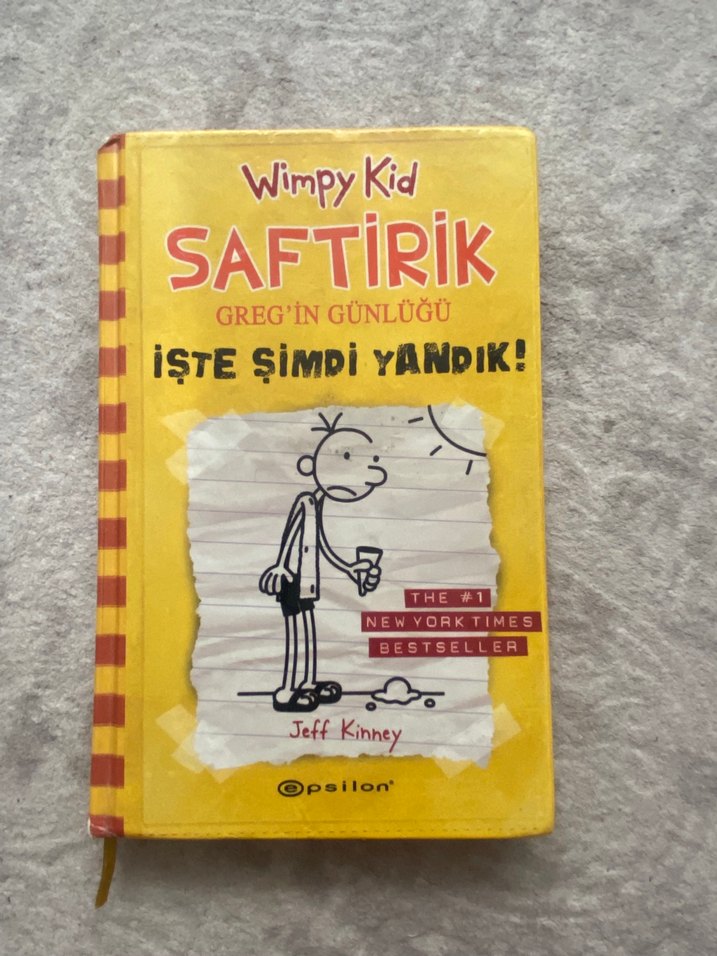 Wimpy Kid
SAFTİRİK
GREG'İN GÜNLÜĞÜ
İŞTE ŞİMDİ YANDIK!
THE #1
NEW YORK TIMES
BESTSELLER
Jeff Kinney
epsilon®